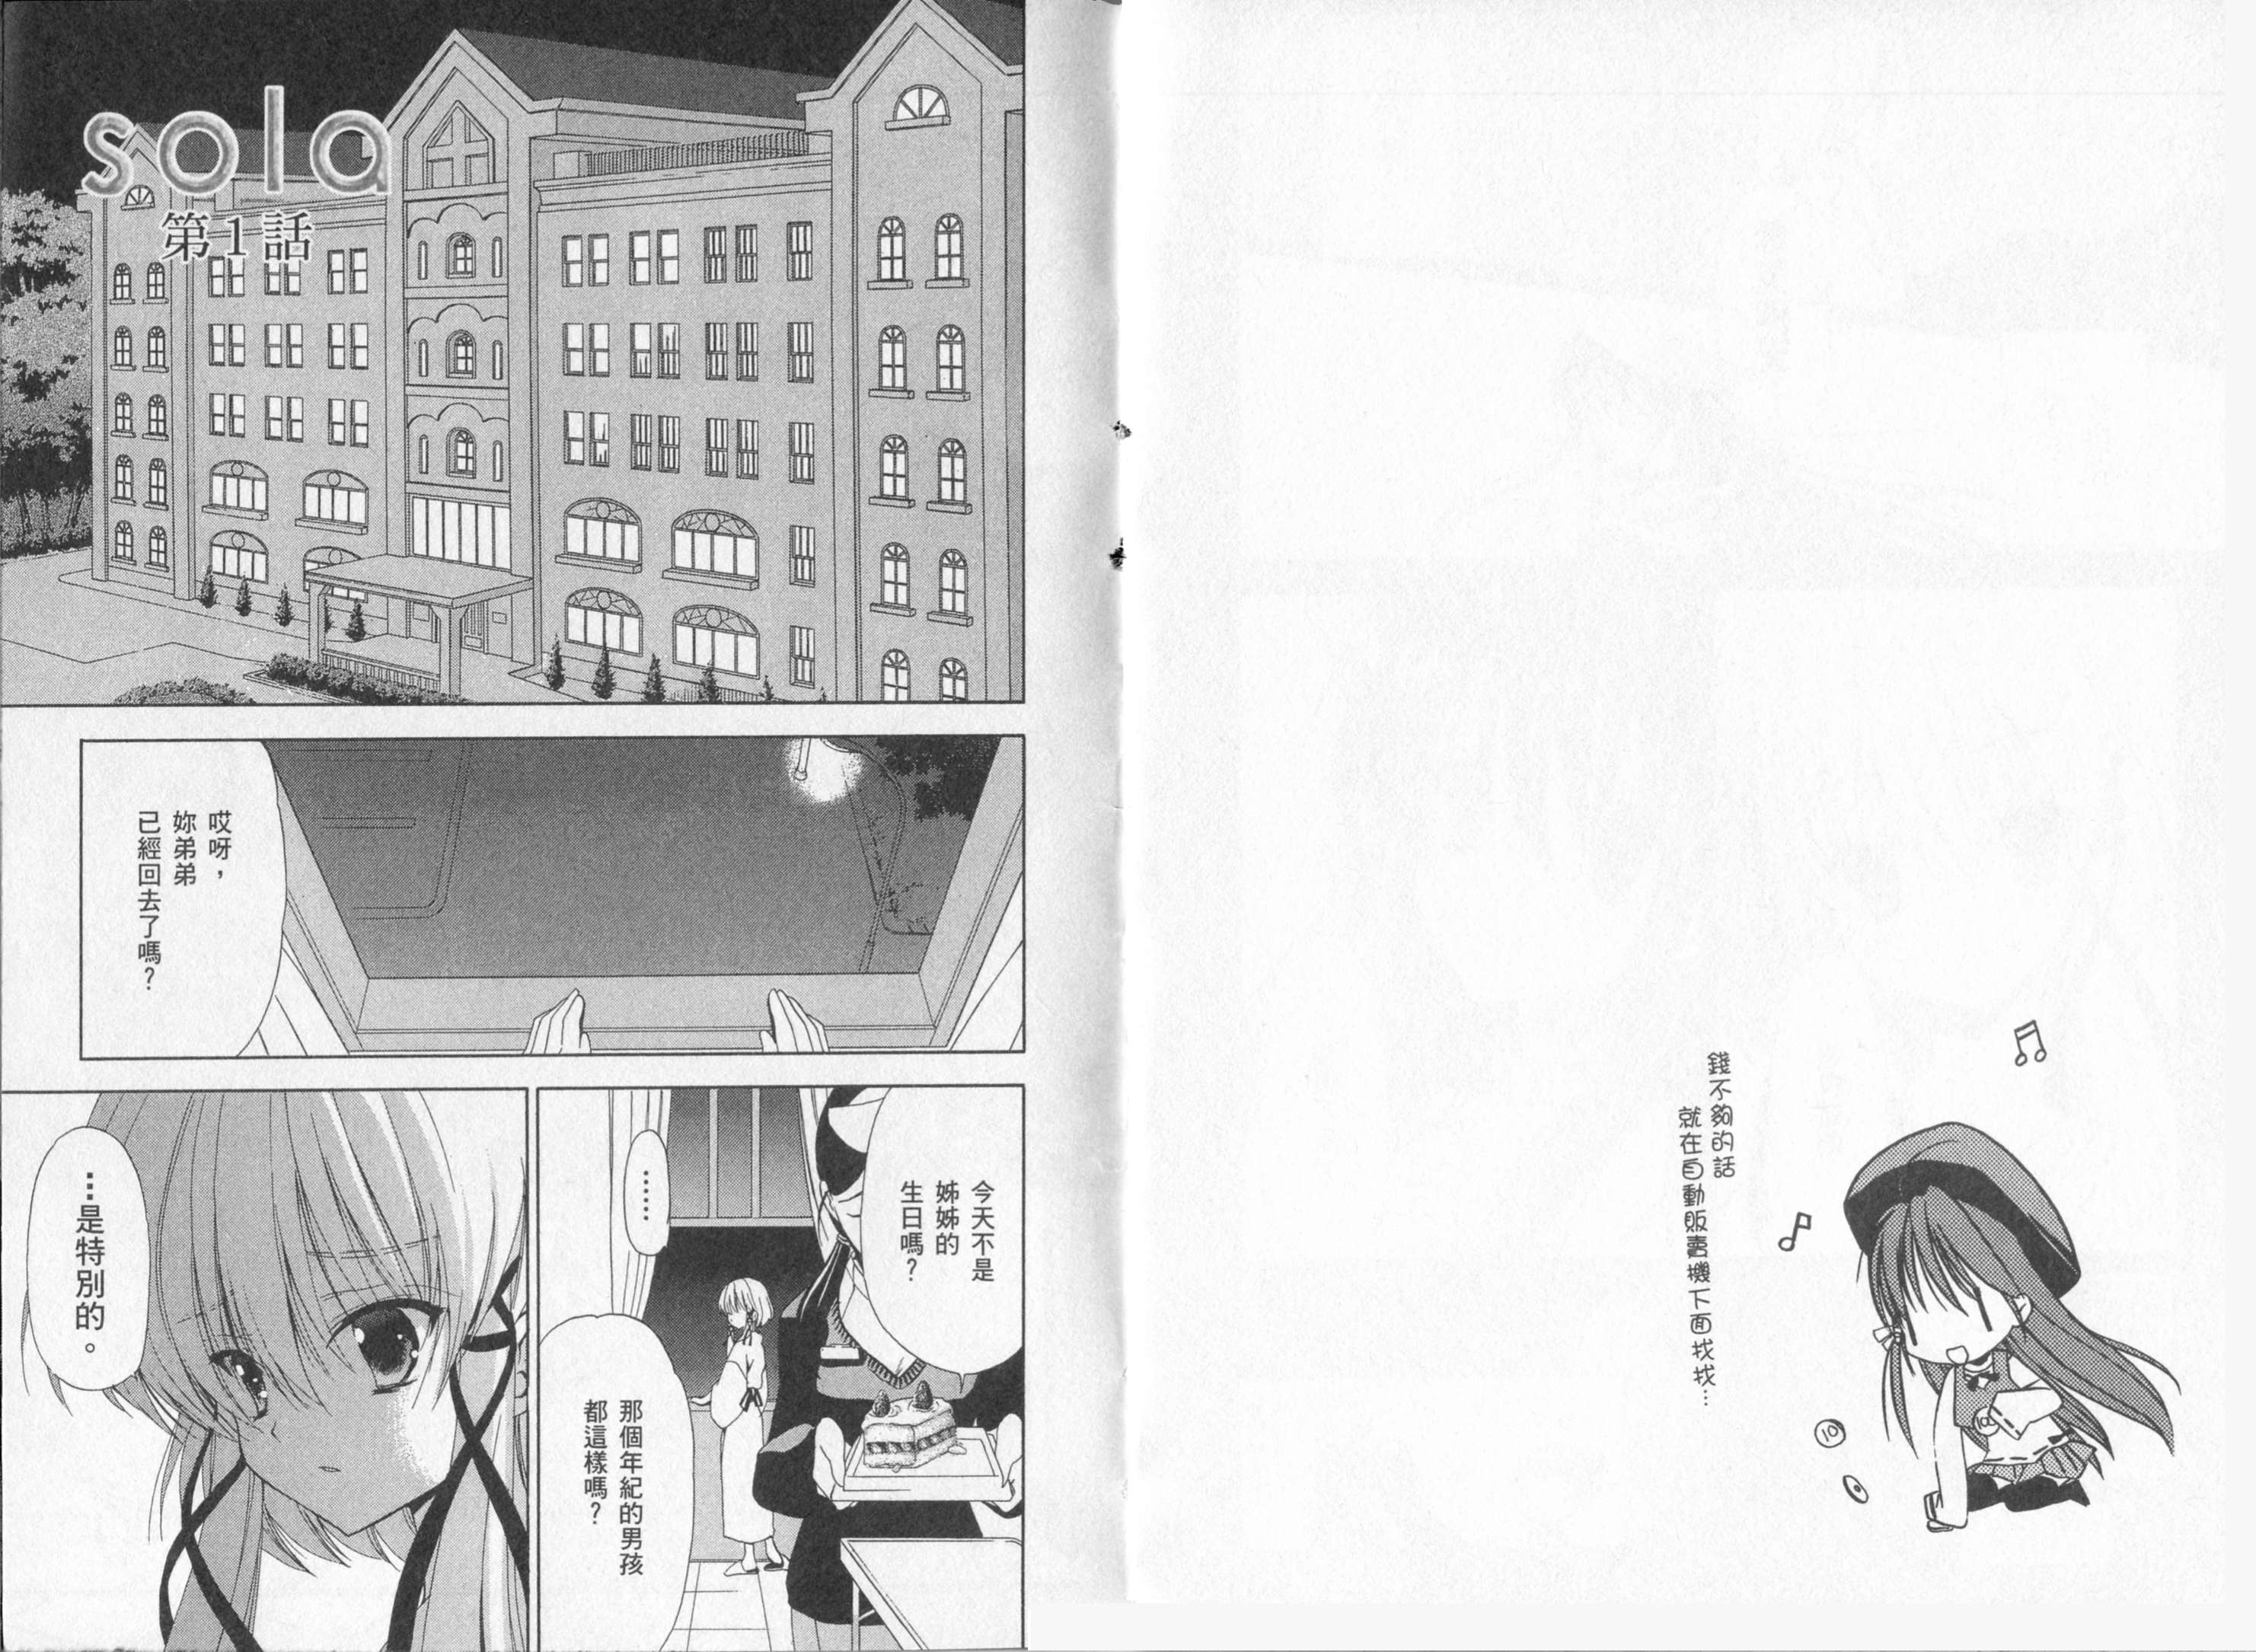 錢不夠的話
就在自動販賣機下面找找…
10
sola
第1話
哎呀，
妳弟弟
已經回去了嗎？
今天不是
姊姊的
生日嗎？
……
那個年紀的男孩
都這樣嗎？
…是特別的。